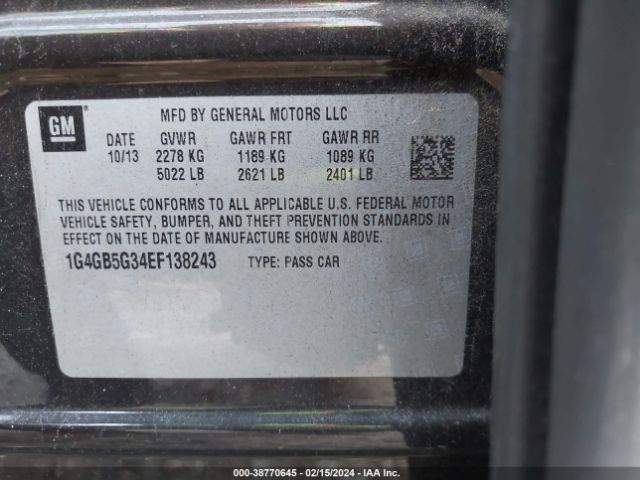 GM
MFD BY GENERAL MOTORS LLC
DATE GVWR GAWR FRT GAWR RR
10/13 2278 KG 1189 KG 1089 KG
5022 LB 2621 LB 2401 LB
THIS VEHICLE CONFORMS TO ALL APPLICABLE U.S. FEDERAL MOTOR
VEHICLE SAFETY, BUMPER, AND THEFT PREVENTION STANDARDS IN
EFFECT ON THE DATE OF MANUFACTURE SHOWN ABOVE.
1G4GB5G34EF138243 TYPE: PASS CAR
000-38770645 - 02/15/2024 - IAA Inc.